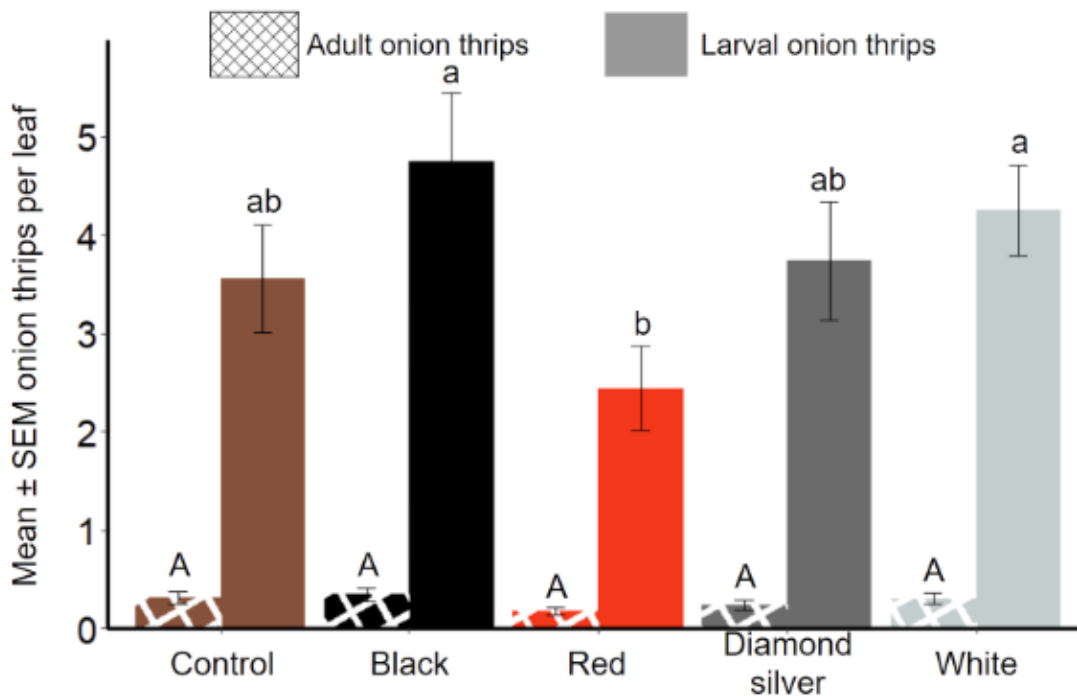 Adult onion thrips
Larval onion thrips
Mean ± SEM onion thrips per leaf
5
4
3
2
1
0
A
ab
A
a
A
b
A
ab
A
a
Control
Black
Red
Diamond
silver
White